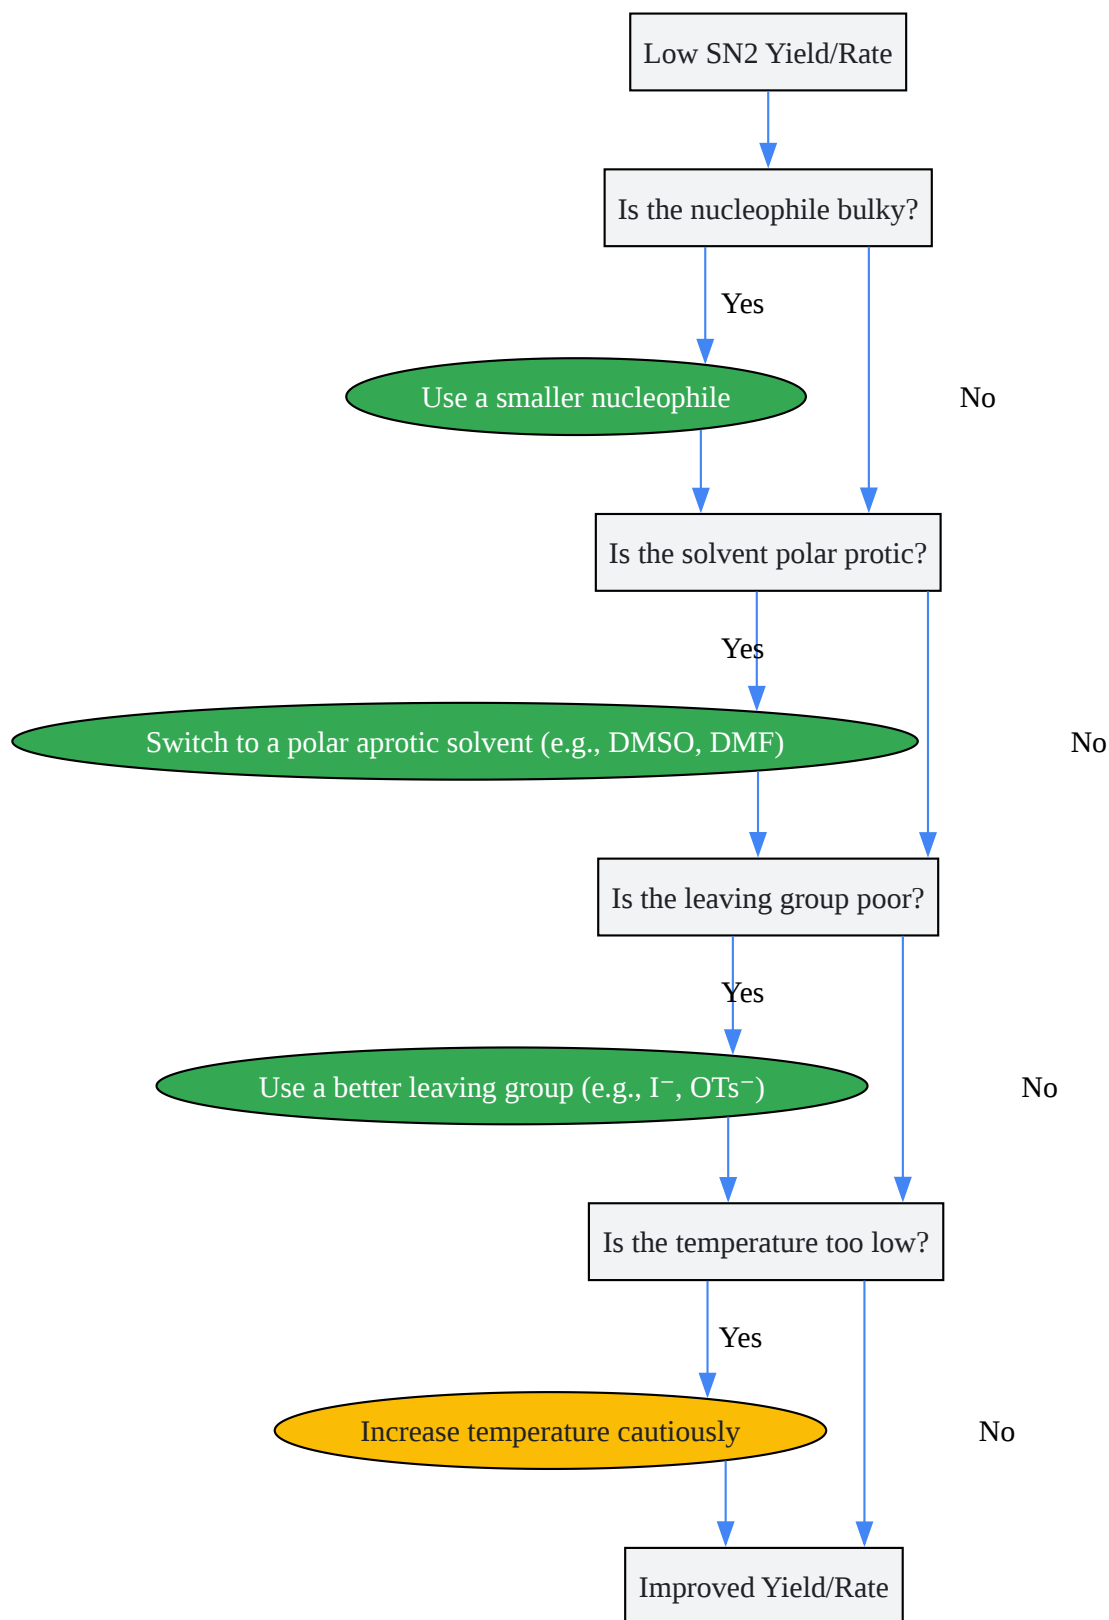 Low SN2 Yield/Rate
Is the nucleophile bulky?
Yes
Use a smaller nucleophile
No
Is the solvent polar protic?
Yes
Switch to a polar aprotic solvent (e.g., DMSO, DMF)
No
Is the leaving group poor?
Yes
Use a better leaving group (e.g., I⁻, OTs⁻)
No
Is the temperature too low?
Yes
Increase temperature cautiously
No
Improved Yield/Rate